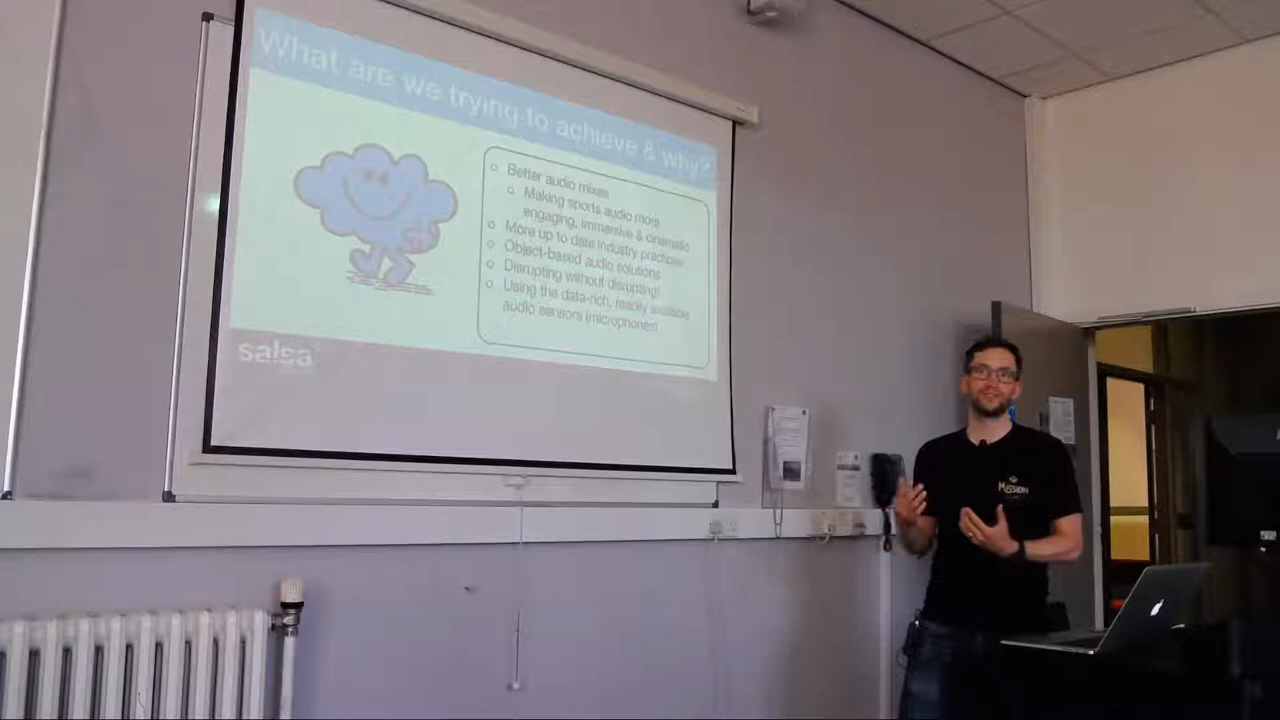 What are we trying to achieve & why?
Better audio mixes
Making sports audio more
engaging, immersive & cinematic
More up to date industry practices
Object-based audio solutions
Disrupting without disrupting!
Using the data-rich, readily available
audio sensors (microphones)
salsa
MISSION